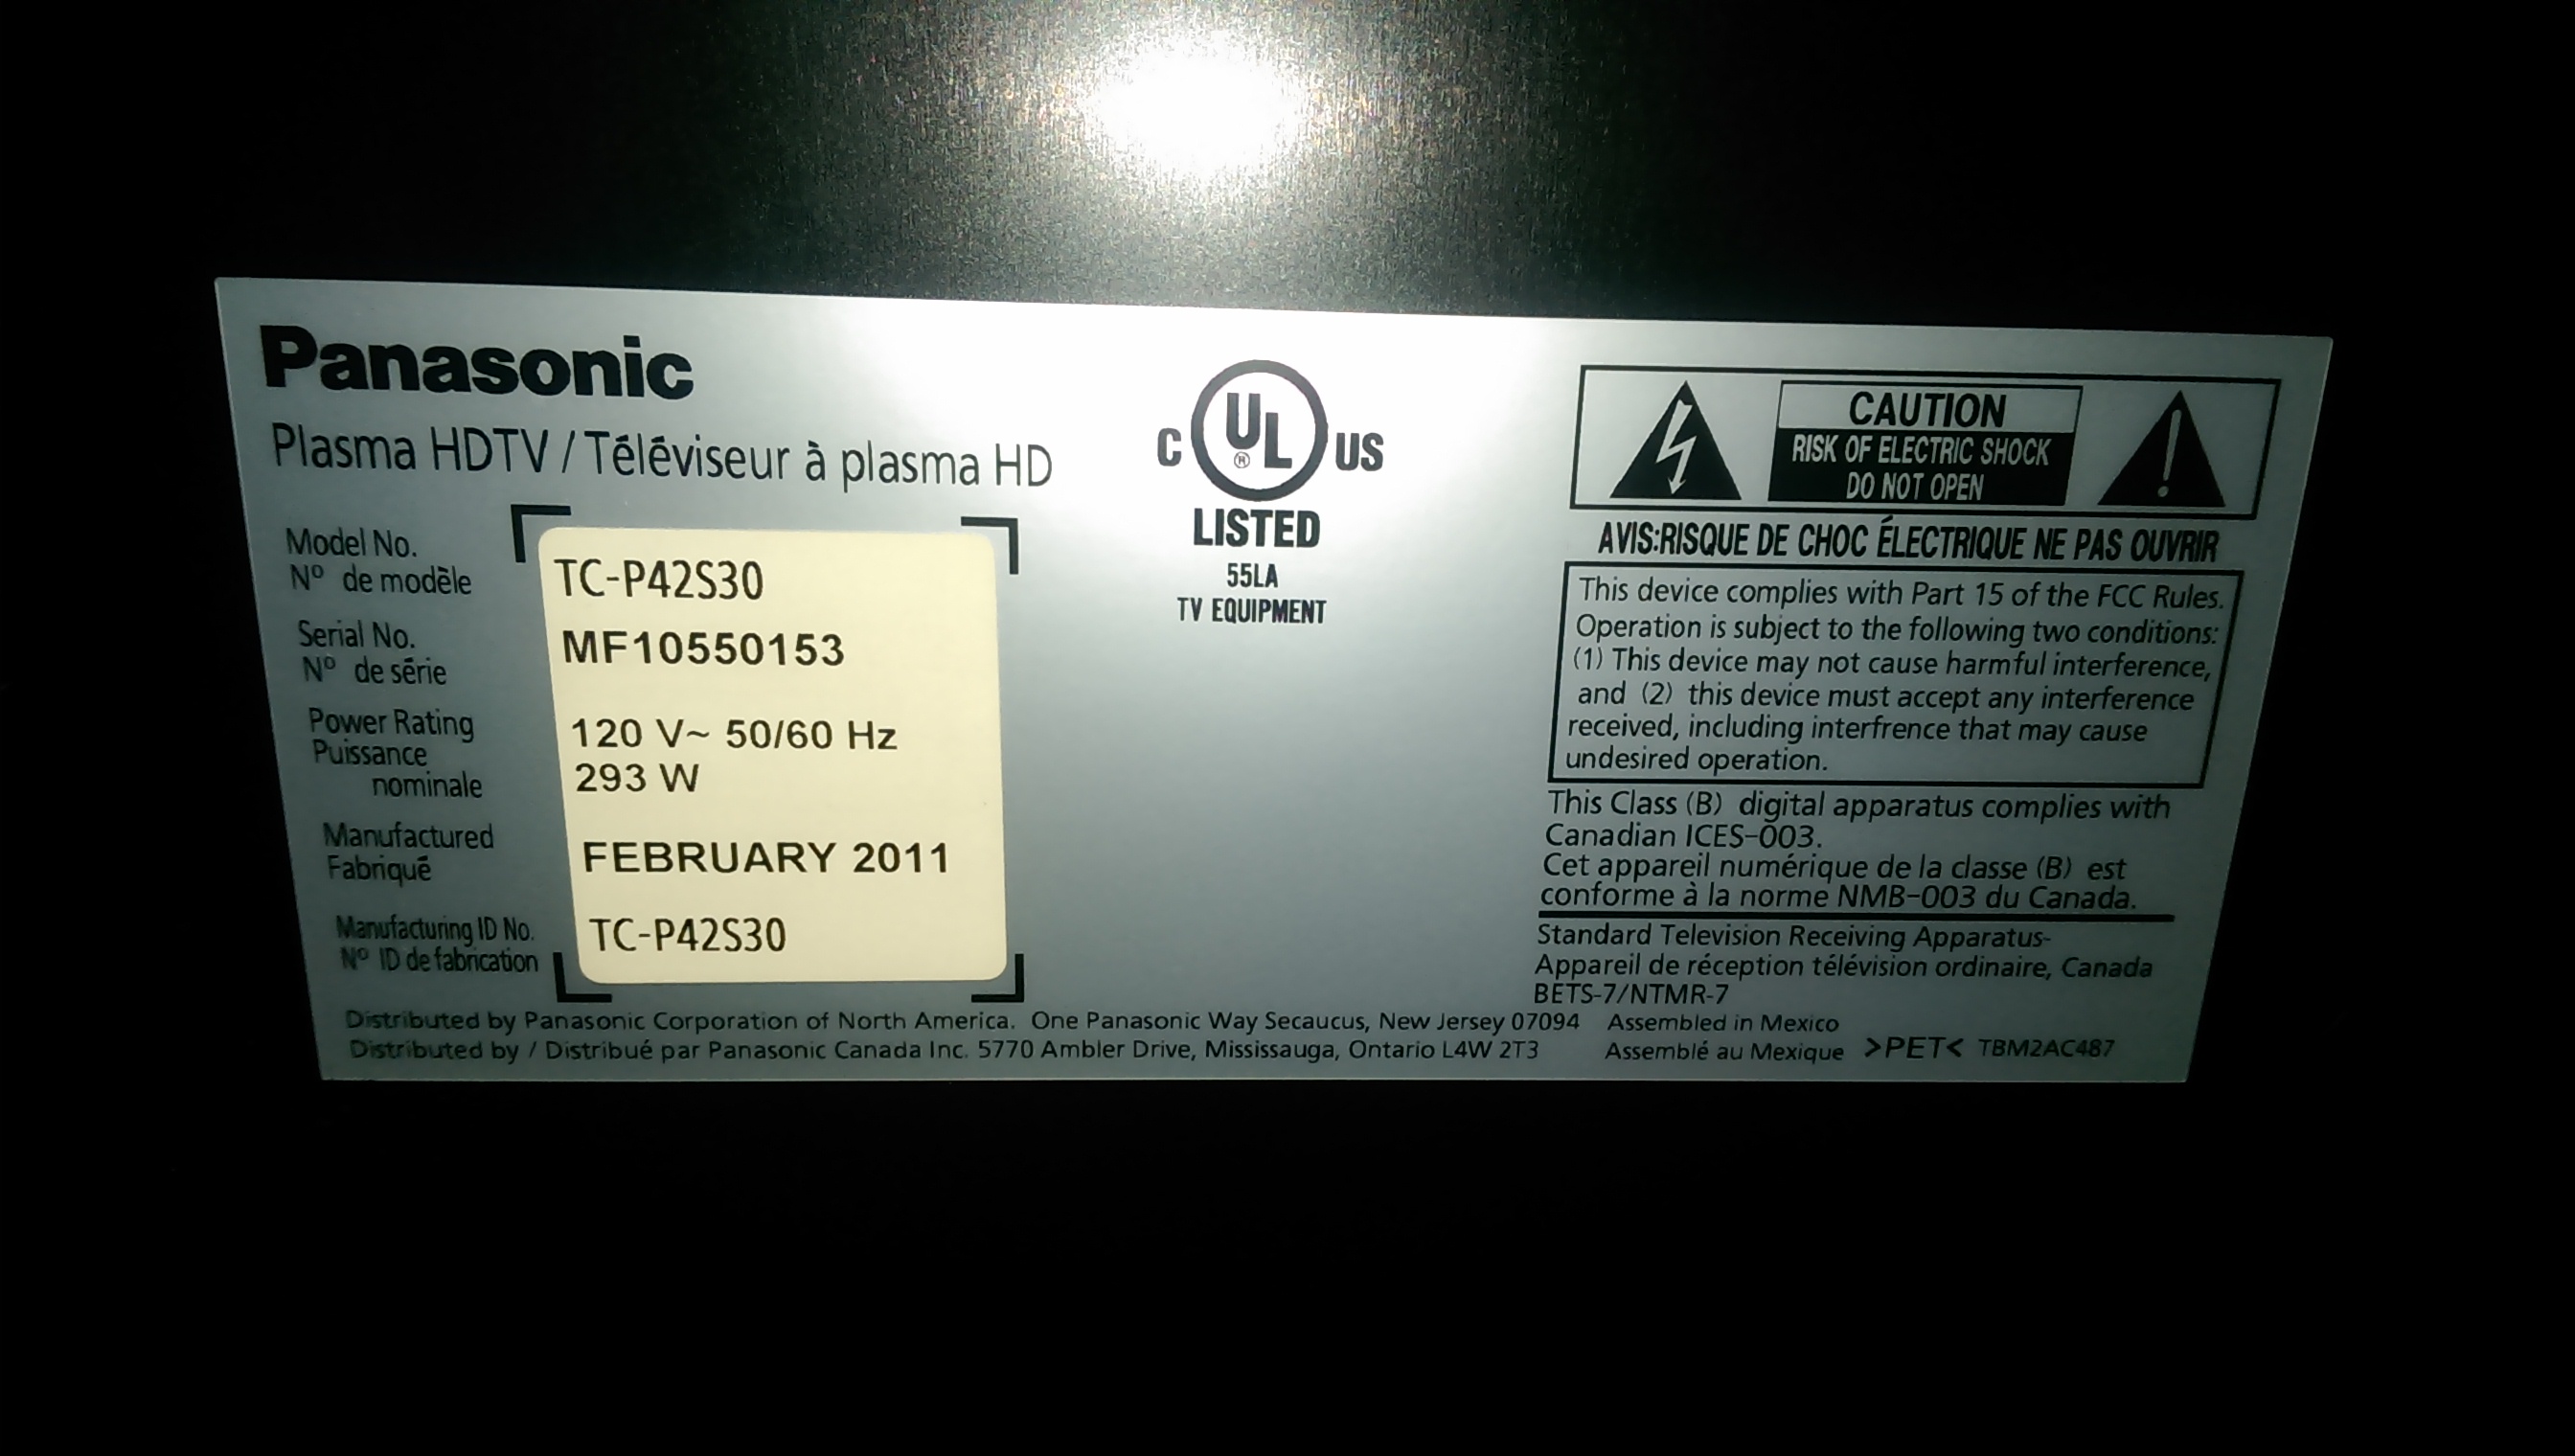 Panasonic
Plasma HDTV / Téléviseur à plasma HD
Model No.
Nº de modèle
TC-P42S30
Serial No.
Nº de série
MF10550153
Power Rating
Puissance
nominale
120 V~ 50/60 Hz
293 W
Manufactured
Fabriqué
FEBRUARY 2011
Manufacturing ID No.
Nº ID de fabrication
TC-P42S30
C UL ® US
LISTED
55LA
TV EQUIPMENT
CAUTION
RISK OF ELECTRIC SHOCK
DO NOT OPEN
AVIS:RISQUE DE CHOC ÉLECTRIQUE NE PAS OUVRIR
This device complies with Part 15 of the FCC Rules.
Operation is subject to the following two conditions:
(1) This device may not cause harmful interference,
and (2) this device must accept any interference
received, including interfrence that may cause
undesired operation.
This Class (B) digital apparatus complies with
Canadian ICES-003.
Cet appareil numérique de la classe (B) est
conforme à la norme NMB-003 du Canada.
Standard Television Receiving Apparatus-
Appareil de réception télévision ordinaire, Canada
BETS-7/NTMR-7
Distributed by Panasonic Corporation of North America. One Panasonic Way Secaucus, New Jersey 07094
Distributed by / Distribué par Panasonic Canada Inc. 5770 Ambler Drive, Mississauga, Ontario L4W 2T3
Assembled in Mexico
Assemblé au Mexique >PET< TBM2AC487